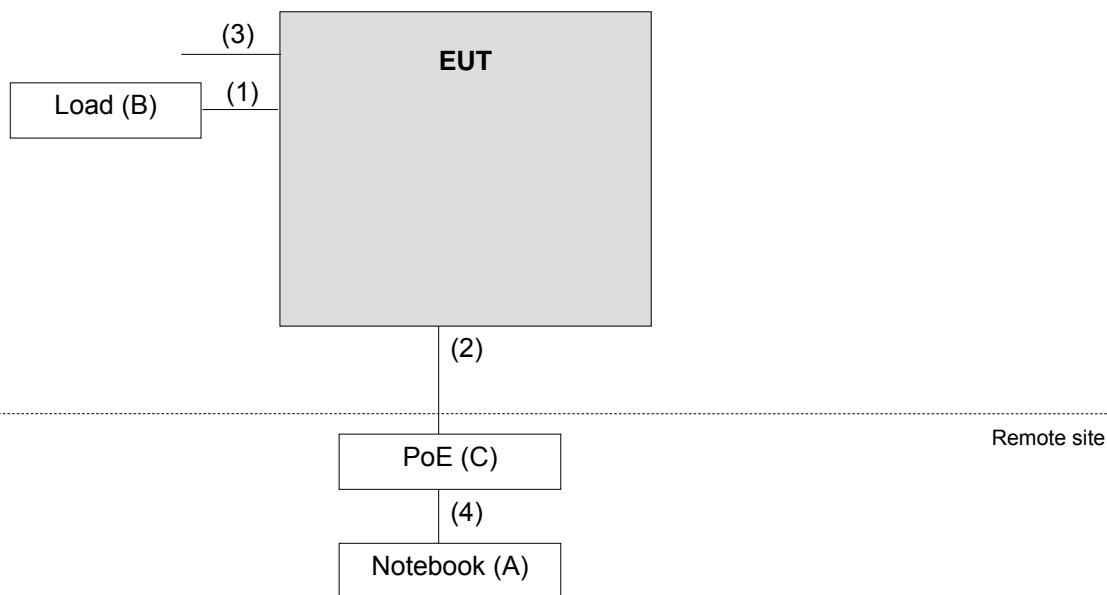 (3)
EUT
Load (B)
(1)
(2)
Remote site
PoE (C)
(4)
Notebook (A)